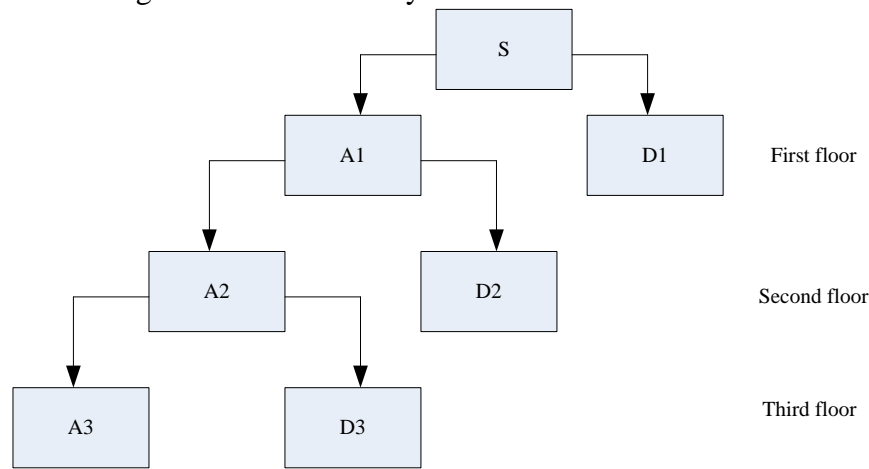 S
A1
D1
First floor
A2
D2
Second floor
A3
D3
Third floor